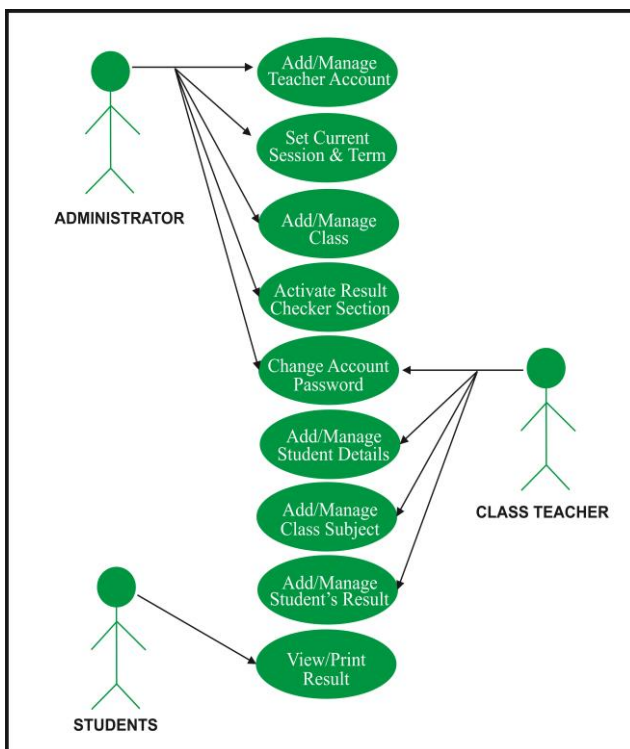 Add/Manage
Teacher Account
Set Current
Session & Term
ADMINISTRATOR
Add/Manage
Class
Activate Result
Checker Section
Change Account
Password
Add/Manage
Student Details
Add/Manage
Class Subject
CLASS TEACHER
Add/Manage
Student's Result
View/Print
Result
STUDENTS